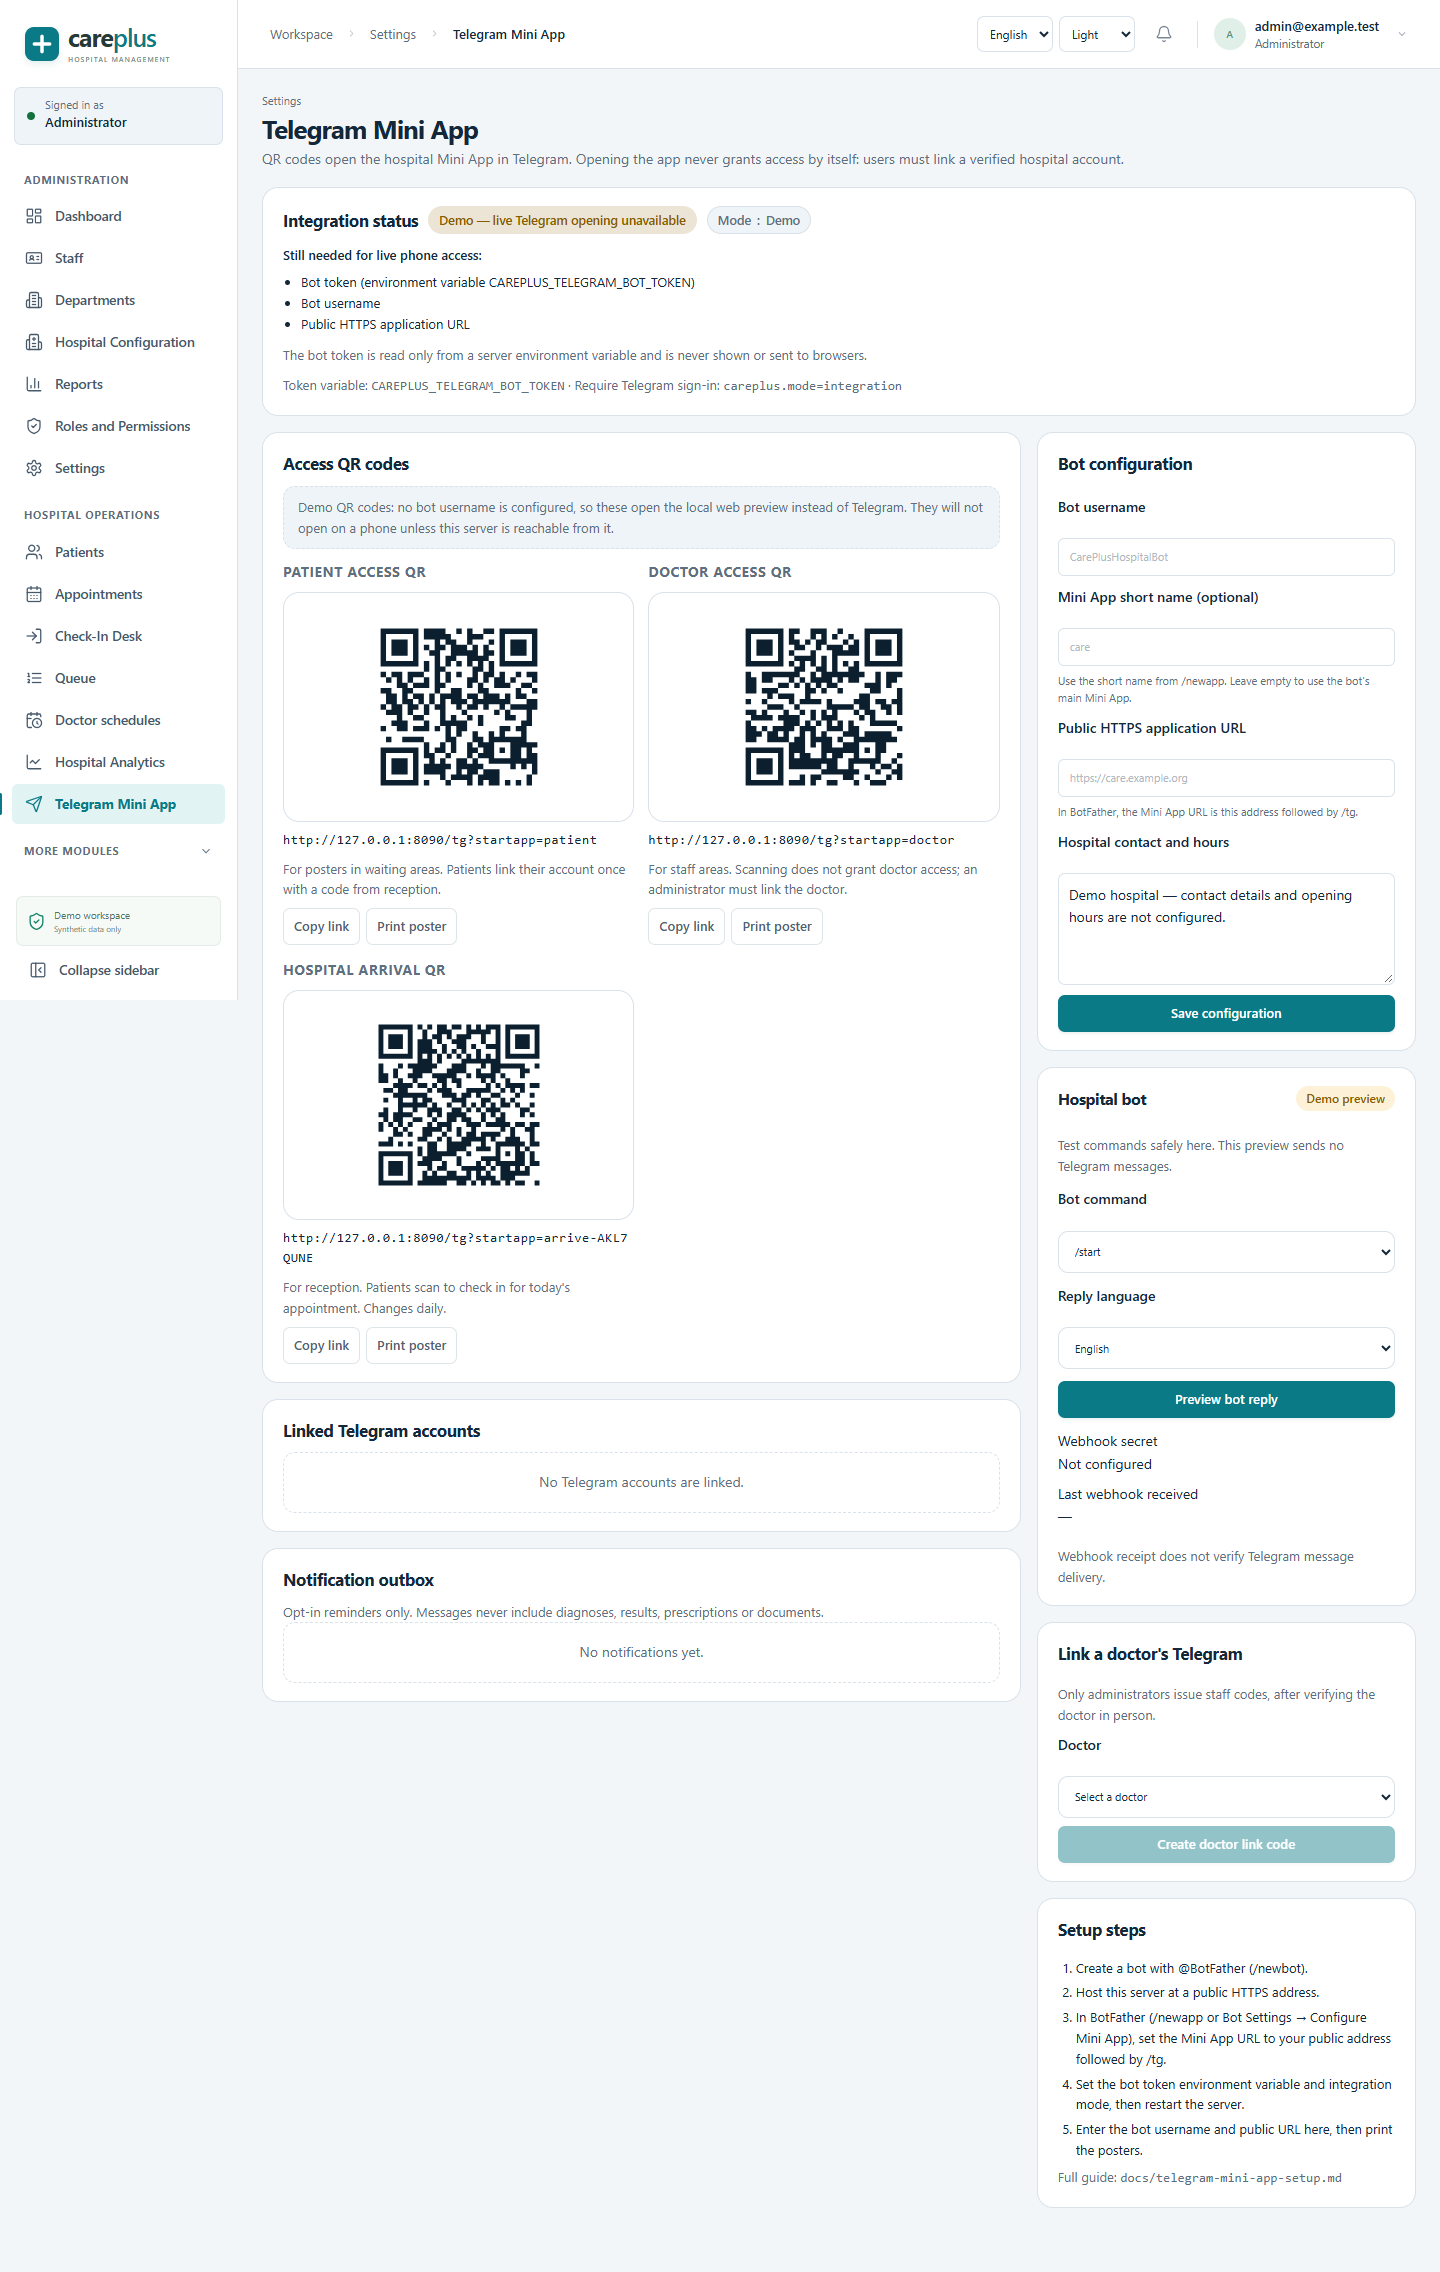 careplus
HOSPITAL MANAGEMENT
Signed in as
Administrator
ADMINISTRATION
Dashboard
Staff
Departments
Hospital Configuration
Reports
Roles and Permissions
Settings
HOSPITAL OPERATIONS
Patients
Appointments
Check-In Desk
Queue
Doctor schedules
Hospital Analytics
Telegram Mini App
MORE MODULES
Demo workspace
Synthetic data only
Collapse sidebar
Workspace
Settings
Telegram Mini App
English
Light
A
admin@example.test
Administrator
Settings
Telegram Mini App
QR codes open the hospital Mini App in Telegram. Opening the app never grants access by itself: users must link a verified hospital account.
Integration status
Demo — live Telegram opening unavailable
Mode : Demo
Still needed for live phone access:
Bot token (environment variable CAREPLUS_TELEGRAM_BOT_TOKEN)
Bot username
Public HTTPS application URL
The bot token is read only from a server environment variable and is never shown or sent to browsers.
Token variable: CAREPLUS_TELEGRAM_BOT_TOKEN · Require Telegram sign-in: careplus.mode=integration
Access QR codes
Demo QR codes: no bot username is configured, so these open the local web preview instead of Telegram. They will not
open on a phone unless this server is reachable from it.
PATIENT ACCESS QR
http://127.0.0.1:8090/tg?startapp=patient
For posters in waiting areas. Patients link their account once
with a code from reception.
Copy link
Print poster
DOCTOR ACCESS QR
http://127.0.0.1:8090/tg?startapp=doctor
For staff areas. Scanning does not grant doctor access; an
administrator must link the doctor.
Copy link
Print poster
HOSPITAL ARRIVAL QR
http://127.0.0.1:8090/tg?startapp=arrive-AKL7
QUNE
For reception. Patients scan to check in for today's
appointment. Changes daily.
Copy link
Print poster
Linked Telegram accounts
No Telegram accounts are linked.
Notification outbox
Opt-in reminders only. Messages never include diagnoses, results, prescriptions or documents.
No notifications yet.
Bot configuration
Bot username
CarePlusHospitalBot
Mini App short name (optional)
care
Use the short name from /newapp. Leave empty to use the bot's
main Mini App.
Public HTTPS application URL
https://care.example.org
In BotFather, the Mini App URL is this address followed by /tg.
Hospital contact and hours
Demo hospital — contact details and opening
hours are not configured.
Save configuration
Hospital bot
Demo preview
Test commands safely here. This preview sends no
Telegram messages.
Bot command
/start
Reply language
English
Preview bot reply
Webhook secret
Not configured
Last webhook received
—
Webhook receipt does not verify Telegram message
delivery.
Link a doctor's Telegram
Only administrators issue staff codes, after verifying the
doctor in person.
Doctor
Select a doctor
Create doctor link code
Setup steps
1. Create a bot with @BotFather (/newbot).
2. Host this server at a public HTTPS address.
3. In BotFather (/newapp or Bot Settings → Configure
Mini App), set the Mini App URL to your public address
followed by /tg.
4. Set the bot token environment variable and integration
mode, then restart the server.
5. Enter the bot username and public URL here, then print
the posters.
Full guide: docs/telegram-mini-app-setup.md